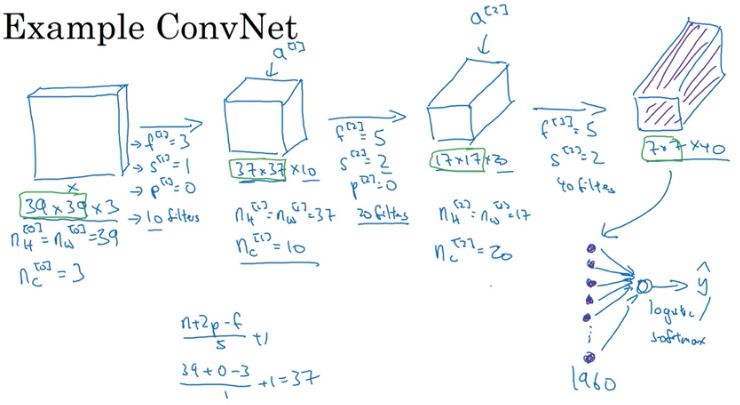 Example ConvNet
a^[1]
a^[2]
39×39×3
n_H^[0] = n_W^[0] = 39
n_C^[0] = 3
→ f^[1] = 3
→ s^[1] = 1
→ p^[1] = 0
→ 10 filters
37×37×10
n_H^[1] = n_W^[1] = 37
n_C^[1] = 10
f^[2] = 5
s^[2] = 2
p^[2] = 0
20 filters
17×17×20
n_H^[2] = n_W^[2] = 17
n_C^[2] = 20
f^[3] = 5
s^[2] = 2
40 filters
7×7×40
ŷ
logistic /
softmax
1960
n+2p-f
s +1
39+0-3
1 +1=37